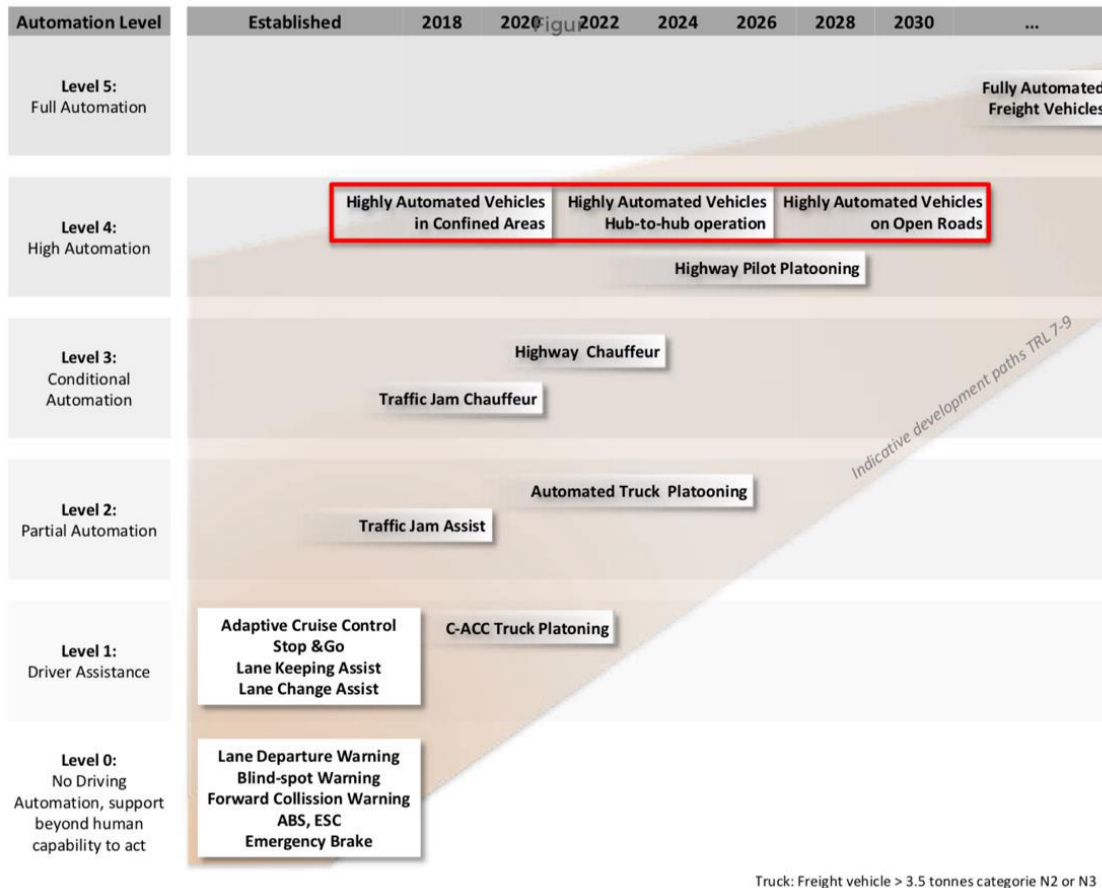 Automation Level Established 2018 2020 2022 2024 2026 2028 2030 ...
Figur
Level 5:
Full Automation
Fully Automated
Freight Vehicles
Level 4:
High Automation
Highly Automated Vehicles
in Confined Areas
Highly Automated Vehicles
Hub-to-hub operation
Highly Automated Vehicles
on Open Roads
Highway Pilot Platooning
Level 3:
Conditional
Automation
Highway Chauffeur
Traffic Jam Chauffeur
Indicative development paths TRL 7-9
Level 2:
Partial Automation
Automated Truck Platooning
Traffic Jam Assist
Level 1:
Driver Assistance
Adaptive Cruise Control
Stop &Go
Lane Keeping Assist
Lane Change Assist
C-ACC Truck Platoning
Level 0:
No Driving
Automation, support
beyond human
capability to act
Lane Departure Warning
Blind-spot Warning
Forward Collission Warning
ABS, ESC
Emergency Brake
Truck: Freight vehicle > 3.5 tonnes categorie N2 or N3